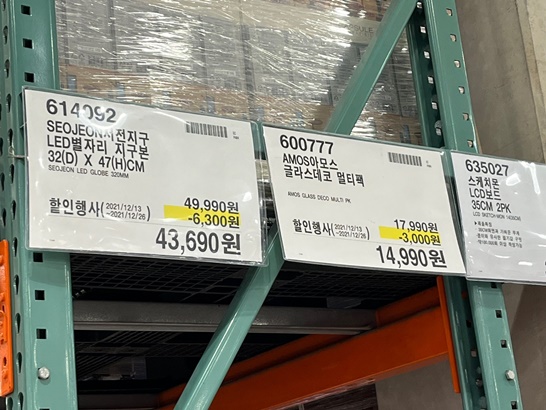 614092
SEOJEON서전지구
LED별자리 지구본
32(D) X 47(H)CM
SEOJEON LED GLOBE 320MM
49,990원
할인행사(2021/12/13 ~2021/12/26) -6,300원
43,690원
600777
AMOS아모스
글라스데코 멀티팩
AMOS GLASS DECO MULTI PK
17,990원
할인행사(2021/12/13 ~2021/12/26) -3,000원
14,990원
635027
스케치몬
LCD보드
35CM 2PK